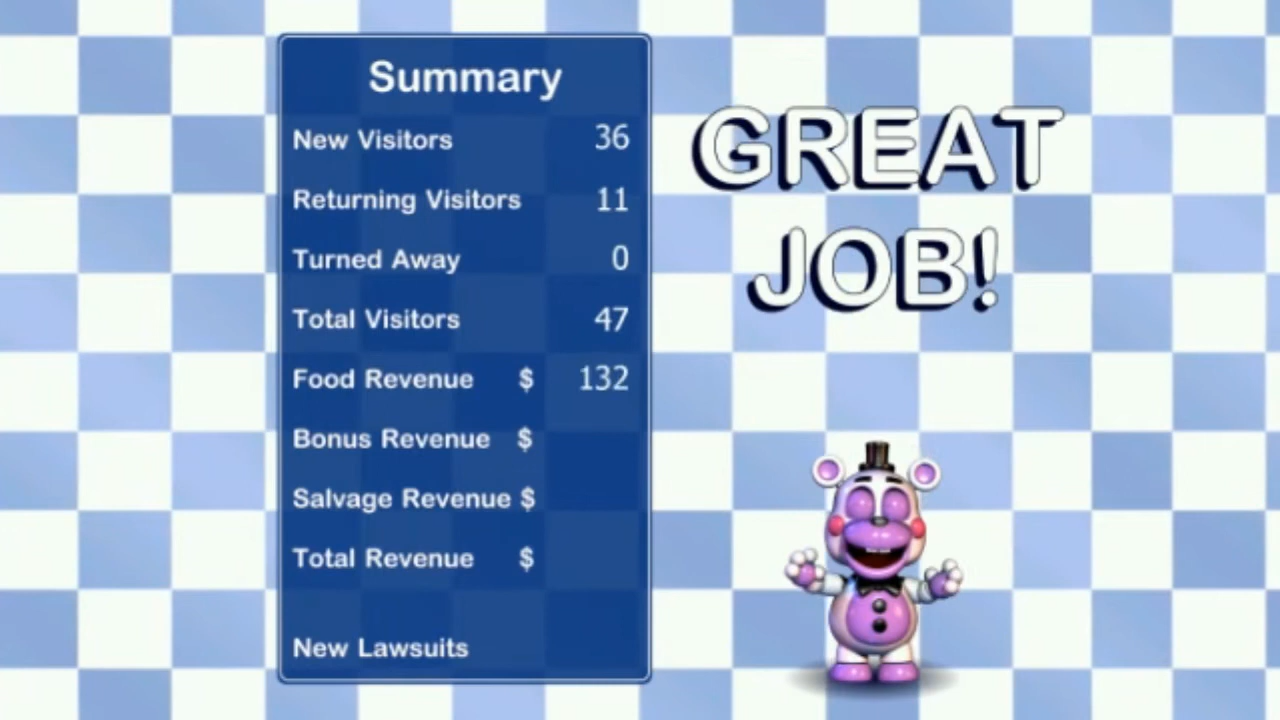 Summary
New Visitors 36
Returning Visitors 11
Turned Away 0
Total Visitors 47
Food Revenue $ 132
Bonus Revenue $
Salvage Revenue $
Total Revenue $
New Lawsuits
GREAT
JOB!